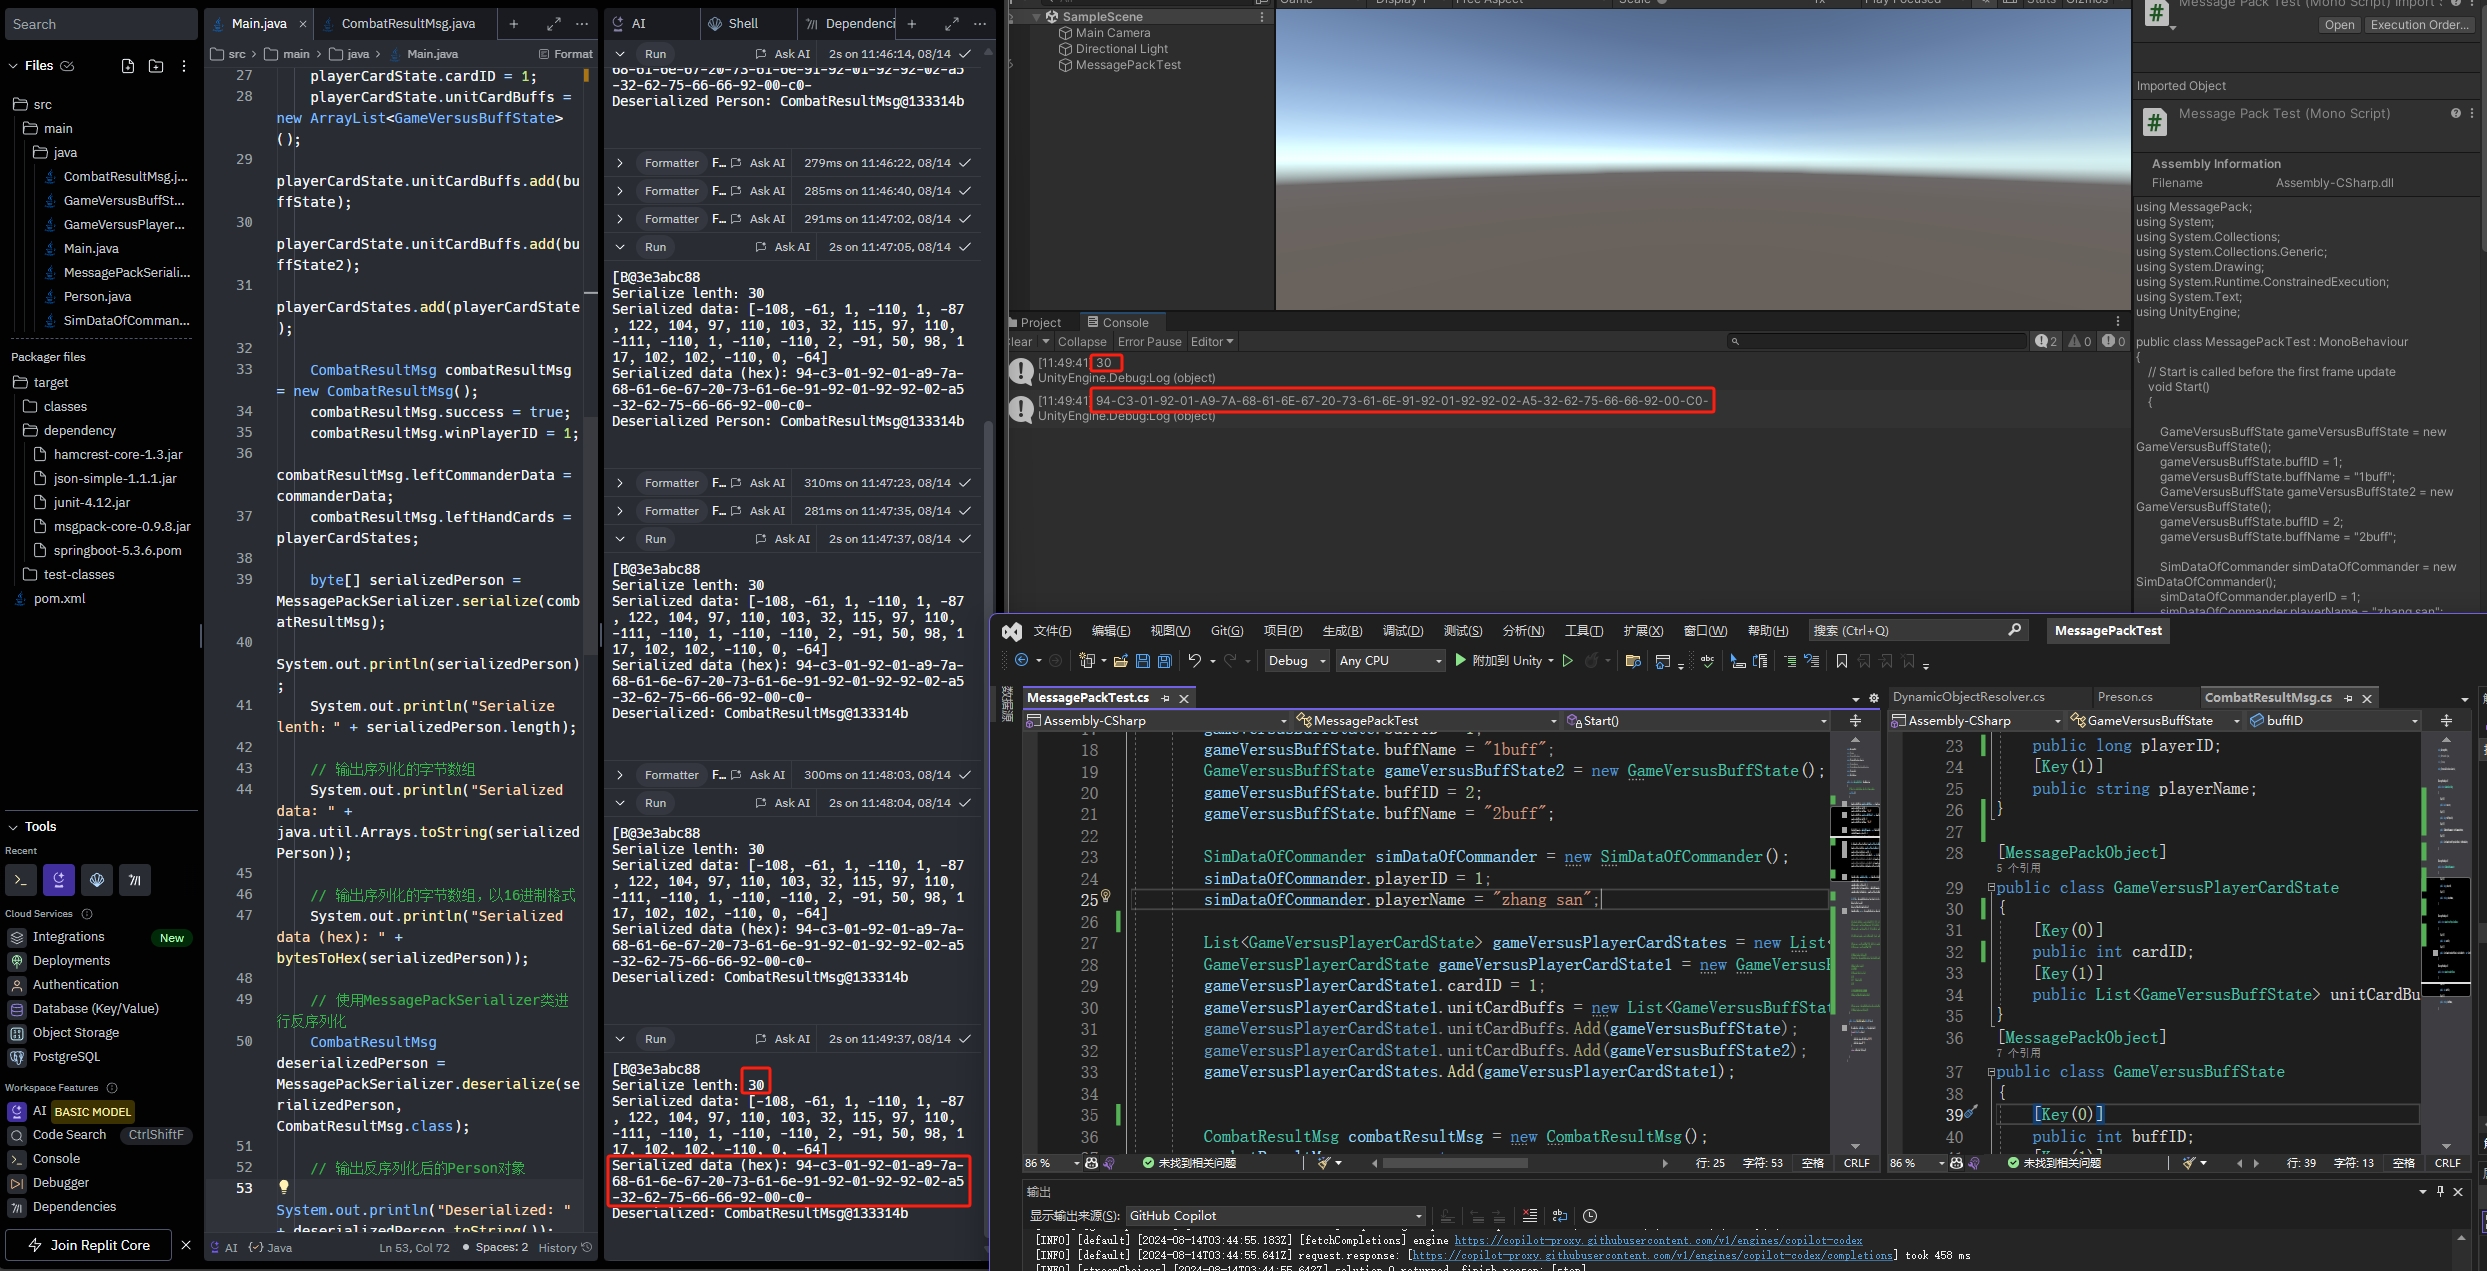 Search
Files
src
main
java
CombatResultMsg.j...
GameVersusBuffSt...
GameVersusPlayer...
Main.java
MessagePackSeriali...
Person.java
SimDataOfComman...
Packager files
target
classes
dependency
hamcrest-core-1.3.jar
json-simple-1.1.1.jar
junit-4.12.jar
msgpack-core-0.9.8.jar
springboot-5.3.6.pom
test-classes
pom.xml
Tools
Recent
Cloud Services
Integrations New
Deployments
Authentication
Database (Key/Value)
Object Storage
PostgreSQL
Workspace Features
AI BASIC MODEL
Code Search CtrlShiftF
Console
Debugger
Dependencies
Join Replit Core
Main.java CombatResultMsg.java
src > main > java > Main.java Format
27 playerCardState.cardID = 1;
28 playerCardState.unitCardBuffs =
new ArrayList<GameVersusBuffState>
();
29
playerCardState.unitCardBuffs.add(bu
ffState);
30
playerCardState.unitCardBuffs.add(bu
ffState2);
31
playerCardStates.add(playerCardState
);
32
33 CombatResultMsg combatResultMsg
= new CombatResultMsg();
34 combatResultMsg.success = true;
35 combatResultMsg.winPlayerID = 1;
36
combatResultMsg.leftCommanderData =
commanderData;
37 combatResultMsg.leftHandCards =
playerCardStates;
38
39 byte[] serializedPerson =
MessagePackSerializer.serialize(comb
atResultMsg);
40
System.out.println(serializedPerson)
;
41 System.out.println("Serialize
lenth: " + serializedPerson.length);
42
43 // 输出序列化的字节数组
44 System.out.println("Serialized
data: " +
java.util.Arrays.toString(serialized
Person));
45
46 // 输出序列化的字节数组，以16进制格式
47 System.out.println("Serialized
data (hex): " +
bytesToHex(serializedPerson));
48
49 // 使用MessagePackSerializer类进
行反序列化
50 CombatResultMsg
deserializedPerson =
MessagePackSerializer.deserialize(se
rializedPerson,
CombatResultMsg.class);
51
52 // 输出反序列化后的Person对象
53
System.out.println("Deserialized: "
+ deserializedPerson.toString());
AI Java Ln 53, Col 72 Spaces: 2 History
AI Shell Dependenci
Run Ask AI 2s on 11:46:14, 08/14
68-61-6e-67-20-73-61-6e-91-92-01-92-92-02-a5
-32-62-75-66-66-92-00-c0-
Deserialized Person: CombatResultMsg@133314b
Formatter F... Ask AI 279ms on 11:46:22, 08/14
Formatter F... Ask AI 285ms on 11:46:40, 08/14
Formatter F... Ask AI 291ms on 11:47:02, 08/14
Run Ask AI 2s on 11:47:05, 08/14
[B@3e3abc88
Serialize lenth: 30
Serialized data: [-108, -61, 1, -110, 1, -87
, 122, 104, 97, 110, 103, 32, 115, 97, 110,
-111, -110, 1, -110, -110, 2, -91, 50, 98, 1
17, 102, 102, -110, 0, -64]
Serialized data (hex): 94-c3-01-92-01-a9-7a-
68-61-6e-67-20-73-61-6e-91-92-01-92-92-02-a5
-32-62-75-66-66-92-00-c0-
Deserialized Person: CombatResultMsg@133314b
Formatter F... Ask AI 310ms on 11:47:23, 08/14
Formatter F... Ask AI 281ms on 11:47:35, 08/14
Run Ask AI 2s on 11:47:37, 08/14
[B@3e3abc88
Serialize lenth: 30
Serialized data: [-108, -61, 1, -110, 1, -87
, 122, 104, 97, 110, 103, 32, 115, 97, 110,
-111, -110, 1, -110, -110, 2, -91, 50, 98, 1
17, 102, 102, -110, 0, -64]
Serialized data (hex): 94-c3-01-92-01-a9-7a-
68-61-6e-67-20-73-61-6e-91-92-01-92-92-02-a5
-32-62-75-66-66-92-00-c0-
Deserialized: CombatResultMsg@133314b
Formatter F... Ask AI 300ms on 11:48:03, 08/14
Run Ask AI 2s on 11:48:04, 08/14
[B@3e3abc88
Serialize lenth: 30
Serialized data: [-108, -61, 1, -110, 1, -87
, 122, 104, 97, 110, 103, 32, 115, 97, 110,
-111, -110, 1, -110, -110, 2, -91, 50, 98, 1
17, 102, 102, -110, 0, -64]
Serialized data (hex): 94-c3-01-92-01-a9-7a-
68-61-6e-67-20-73-61-6e-91-92-01-92-92-02-a5
-32-62-75-66-66-92-00-c0-
Deserialized: CombatResultMsg@133314b
Run Ask AI 2s on 11:49:37, 08/14
[B@3e3abc88
Serialize lenth: 30
Serialized data: [-108, -61, 1, -110, 1, -87
, 122, 104, 97, 110, 103, 32, 115, 97, 110,
-111, -110, 1, -110, -110, 2, -91, 50, 98, 1
17, 102, 102, -110, 0, -64]
Serialized data (hex): 94-c3-01-92-01-a9-7a-
68-61-6e-67-20-73-61-6e-91-92-01-92-92-02-a5
-32-62-75-66-66-92-00-c0-
Deserialized: CombatResultMsg@133314b
SampleScene
Main Camera
Directional Light
MessagePackTest
Game Display 1 Free Aspect Scale 1x Play Focused Stats Gizmos
Project Console
lear Collapse Error Pause Editor 2 0 0
[11:49:41] 30
UnityEngine.Debug:Log (object)
[11:49:41] 94-C3-01-92-01-A9-7A-68-61-6E-67-20-73-61-6E-91-92-01-92-92-02-A5-32-62-75-66-66-92-00-C0-
UnityEngine.Debug:Log (object)
Message Pack Test (Mono Script) Import
Open Execution Order...
Imported Object
Message Pack Test (Mono Script)
Assembly Information
Filename Assembly-CSharp.dll
using MessagePack;
using System;
using System.Collections;
using System.Collections.Generic;
using System.Drawing;
using System.Runtime.ConstrainedExecution;
using System.Text;
using UnityEngine;
public class MessagePackTest : MonoBehaviour
{
// Start is called before the first frame update
void Start()
{
GameVersusBuffState gameVersusBuffState = new
GameVersusBuffState();
gameVersusBuffState.buffID = 1;
gameVersusBuffState.buffName = "1buff";
GameVersusBuffState gameVersusBuffState2 = new
GameVersusBuffState();
gameVersusBuffState.buffID = 2;
gameVersusBuffState.buffName = "2buff";
SimDataOfCommander simDataOfCommander = new
SimDataOfCommander();
simDataOfCommander.playerID = 1;
simDataOfCommander.playerName = "zhang san";
文件(F) 编辑(E) 视图(V) Git(G) 项目(P) 生成(B) 调试(D) 测试(S) 分析(N) 工具(T) 扩展(X) 窗口(W) 帮助(H) 搜索 (Ctrl+Q) MessagePackTest
Debug Any CPU 附加到 Unity
数据源
MessagePackTest.cs
Assembly-CSharp MessagePackTest Start()
18 gameVersusBuffState.buffName = "1buff";
19 GameVersusBuffState gameVersusBuffState2 = new GameVersusBuffState();
20 gameVersusBuffState.buffID = 2;
21 gameVersusBuffState.buffName = "2buff";
22
23 SimDataOfCommander simDataOfCommander = new SimDataOfCommander();
24 simDataOfCommander.playerID = 1;
25 simDataOfCommander.playerName = "zhang san";
26
27 List<GameVersusPlayerCardState> gameVersusPlayerCardStates = new List<
28 GameVersusPlayerCardState gameVersusPlayerCardState1 = new GameVersus
29 gameVersusPlayerCardState1.cardID = 1;
30 gameVersusPlayerCardState1.unitCardBuffs = new List<GameVersusBuffStat
31 gameVersusPlayerCardState1.unitCardBuffs.Add(gameVersusBuffState);
32 gameVersusPlayerCardState1.unitCardBuffs.Add(gameVersusBuffState2);
33 gameVersusPlayerCardStates.Add(gameVersusPlayerCardState1);
34
35
36 CombatResultMsg combatResultMsg = new CombatResultMsg();
86 % 未找到相关问题 行: 25 字符: 53 空格 CRLF
DynamicObjectResolver.cs Preson.cs CombatResultMsg.cs
Assembly-CSharp GameVersusBuffState buffID
23 public long playerID;
24 [Key(1)]
25 public string playerName;
26 }
27
28 [MessagePackObject]
5 个引用
29 public class GameVersusPlayerCardState
30 {
31 [Key(0)]
32 public int cardID;
33 [Key(1)]
34 public List<GameVersusBuffState> unitCardBu
35 }
36 [MessagePackObject]
7 个引用
37 public class GameVersusBuffState
38 {
39 [Key(0)]
40 public int buffID;
41 [Key(1)]
86 % 未找到相关问题 行: 39 字符: 13 空格 CRLF
输出
显示输出来源(S): GitHub Copilot
[INFO] [default] [2024-08-14T03:44:55.183Z] [fetchCompletions] engine https://copilot-proxy.githubusercontent.com/v1/engines/copilot-codex
[INFO] [default] [2024-08-14T03:44:55.641Z] request.response: [https://copilot-proxy.githubusercontent.com/v1/engines/copilot-codex/completions] took 458 ms